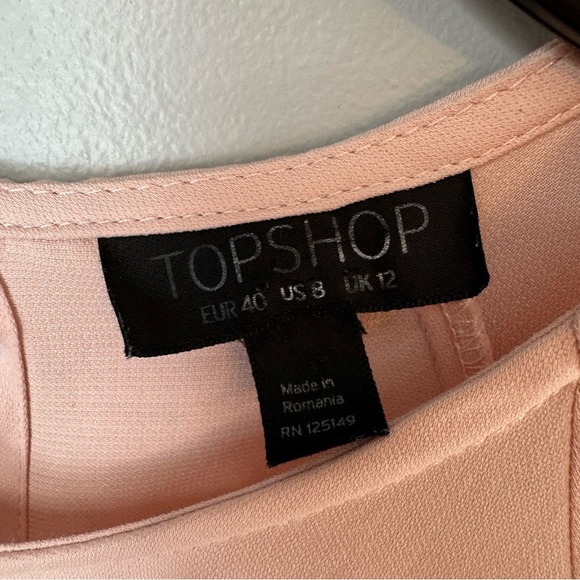 TOPSHOP
EUR 40 US 8 UK 12
Made in
Romania
RN 125149